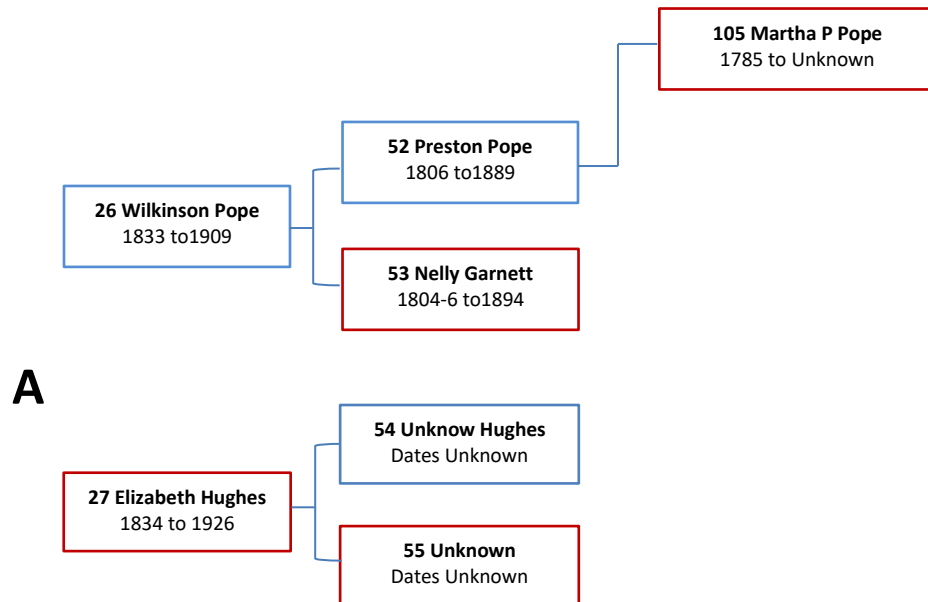 105 Martha P Pope
1785 to Unknown
52 Preston Pope
1806 to1889
26 Wilkinson Pope
1833 to1909
53 Nelly Garnett
1804-6 to1894
A
54 Unknow Hughes
Dates Unknown
27 Elizabeth Hughes
1834 to 1926
55 Unknown
Dates Unknown